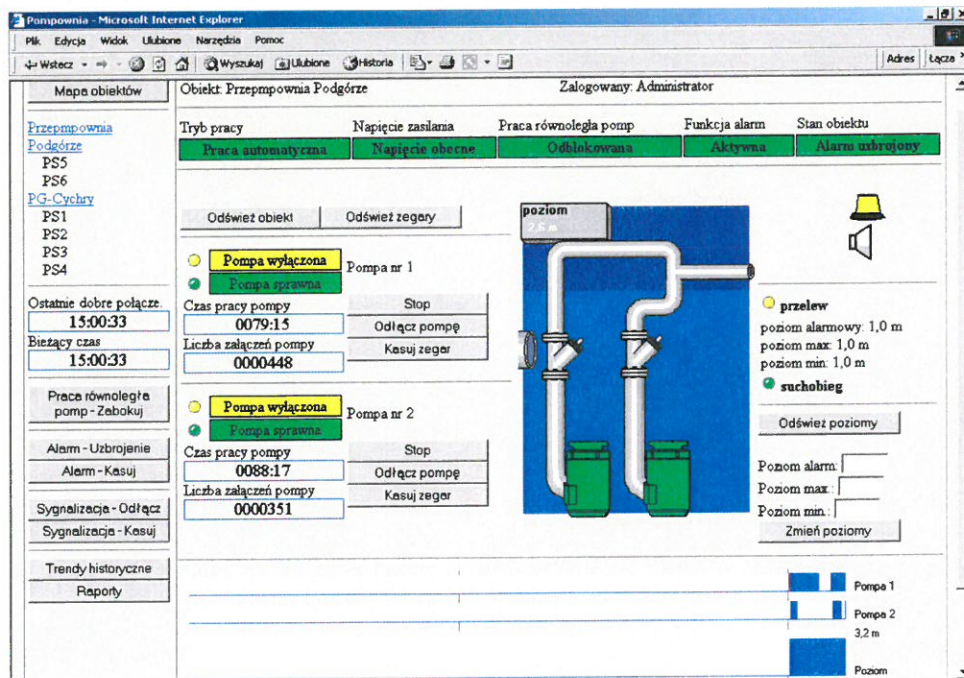 Pompownia - Microsoft Internet Explorer
Plik Edycja Widok Ulubione Narzędzia Pomoc
Wstecz Wyszukaj Ulubione Historia Adres Łącza
Mapa obiektów
Obiekt: Przepmpownia Podgórze
Zalogowany: Administrator
Przepmpownia
Podgórze
PS5
PS6
PG-Cychry
PS1
PS2
PS3
PS4
Ostatnie dobre połącze.
15:00:33
Bieżący czas
15:00:33
Praca równoległa
pomp - Zabokuj
Alarm - Uzbrojenie
Alarm - Kasuj
Sygnalizacja - Odłącz
Sygnalizacja - Kasuj
Trendy historyczne
Raporty
Tryb pracy
Praca automatyczna
Napięcie zasilania
Napięcie obecne
Praca równoległa pomp
Odblokowana
Funkcja alarm
Aktywna
Stan obiektu
Alarm uzbrojony
Odśwież obiekt
Odśwież zegary
Pompa wyłączona
Pompa sprawna
Pompa nr 1
Czas pracy pompy
0079:15
Liczba załączeń pompy
0000448
Stop
Odłącz pompę
Kasuj zegar
Pompa wyłączona
Pompa sprawna
Pompa nr 2
Czas pracy pompy
0088:17
Liczba załączeń pompy
0000351
Stop
Odłącz pompę
Kasuj zegar
poziom
2,6 m
przelew
poziom alarmowy: 1,0 m
poziom max: 1,0 m
poziom min: 1,0 m
suchobieg
Odśwież poziomy
Poziom alarm:
Poziom max.:
Poziom min.:
Zmień poziomy
Pompa 1
Pompa 2
3,2 m
Poziom